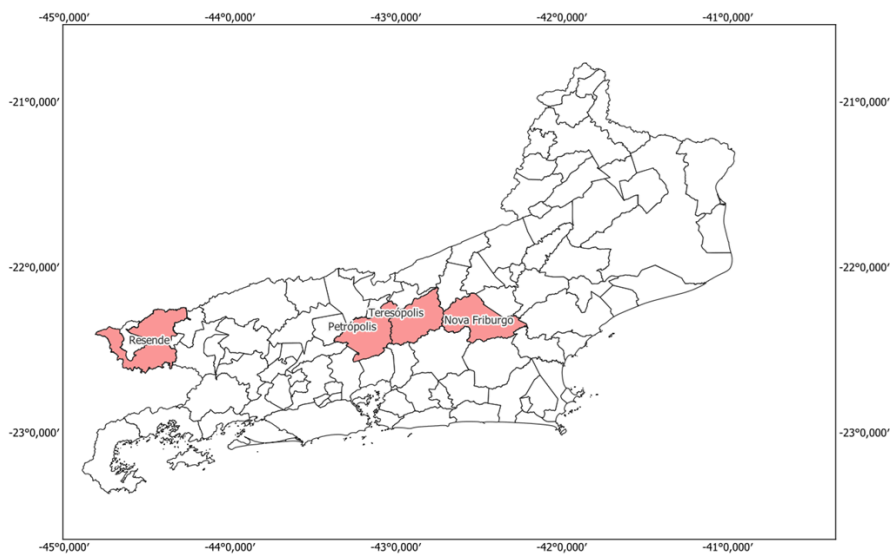 -45°0,000′ -44°0,000′ -43°0,000′ -42°0,000′ -41°0,000′
-21°0,000′ -21°0,000′
-22°0,000′ -22°0,000′
Teresópolis
Nova Friburgo
Petrópolis
Resende
-23°0,000′ -23°0,000′
-45°0,000′ -44°0,000′ -43°0,000′ -42°0,000′ -41°0,000′